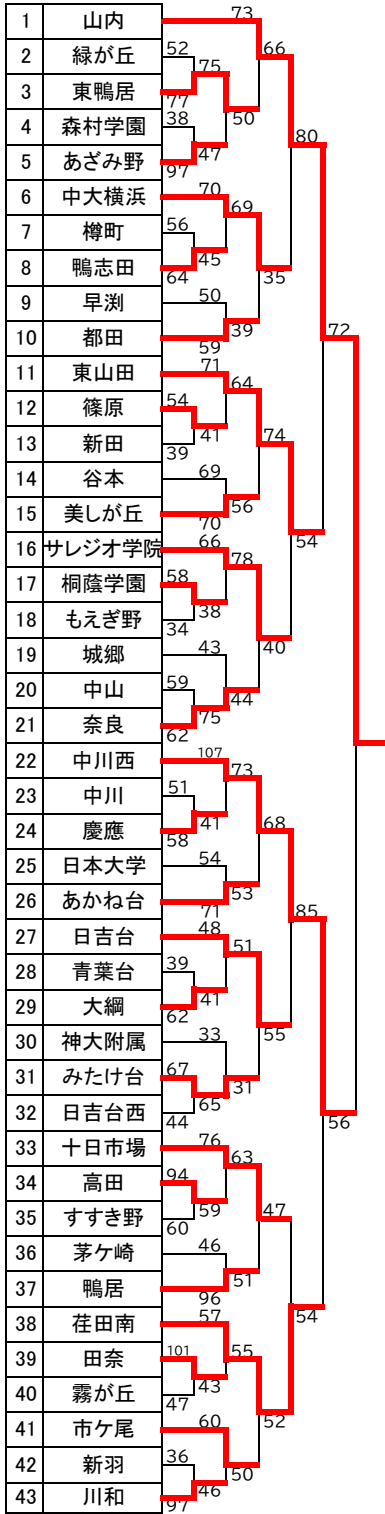 1 山内 73
66
2 緑が丘 52
75
3 東鴨居 77
50
4 森村学園 38
47
80
5 あざみ野 97
6 中大横浜 70
69
7 樽町 56
45
8 鴨志田 64
35
9 早渕 50
39
72
10 都田 59
11 東山田 71
64
12 篠原 54
41
74
13 新田 39
14 谷本 69
56
15 美しが丘 70
54
16 サレジオ学院 66
78
17 桐蔭学園 58
38
18 もえぎ野 34
40
19 城郷 43
44
20 中山 59
75
21 奈良 62
22 中川西 107
73
23 中川 51
41
68
24 慶應 58
25 日本大学 54
53
26 あかね台 71
85
27 日吉台 48
51
28 青葉台 39
41
29 大綱 62
55
30 神大附属 33
31
31 みたけ台 67
65
32 日吉台西 44
56
33 十日市場 76
63
34 高田 94
59
35 すすき野 60
47
36 茅ケ崎 46
51
37 鴨居 96
54
38 荏田南 57
55
39 田奈 101
43
40 霧が丘 47
52
41 市ケ尾 60
50
42 新羽 36
46
43 川和 97